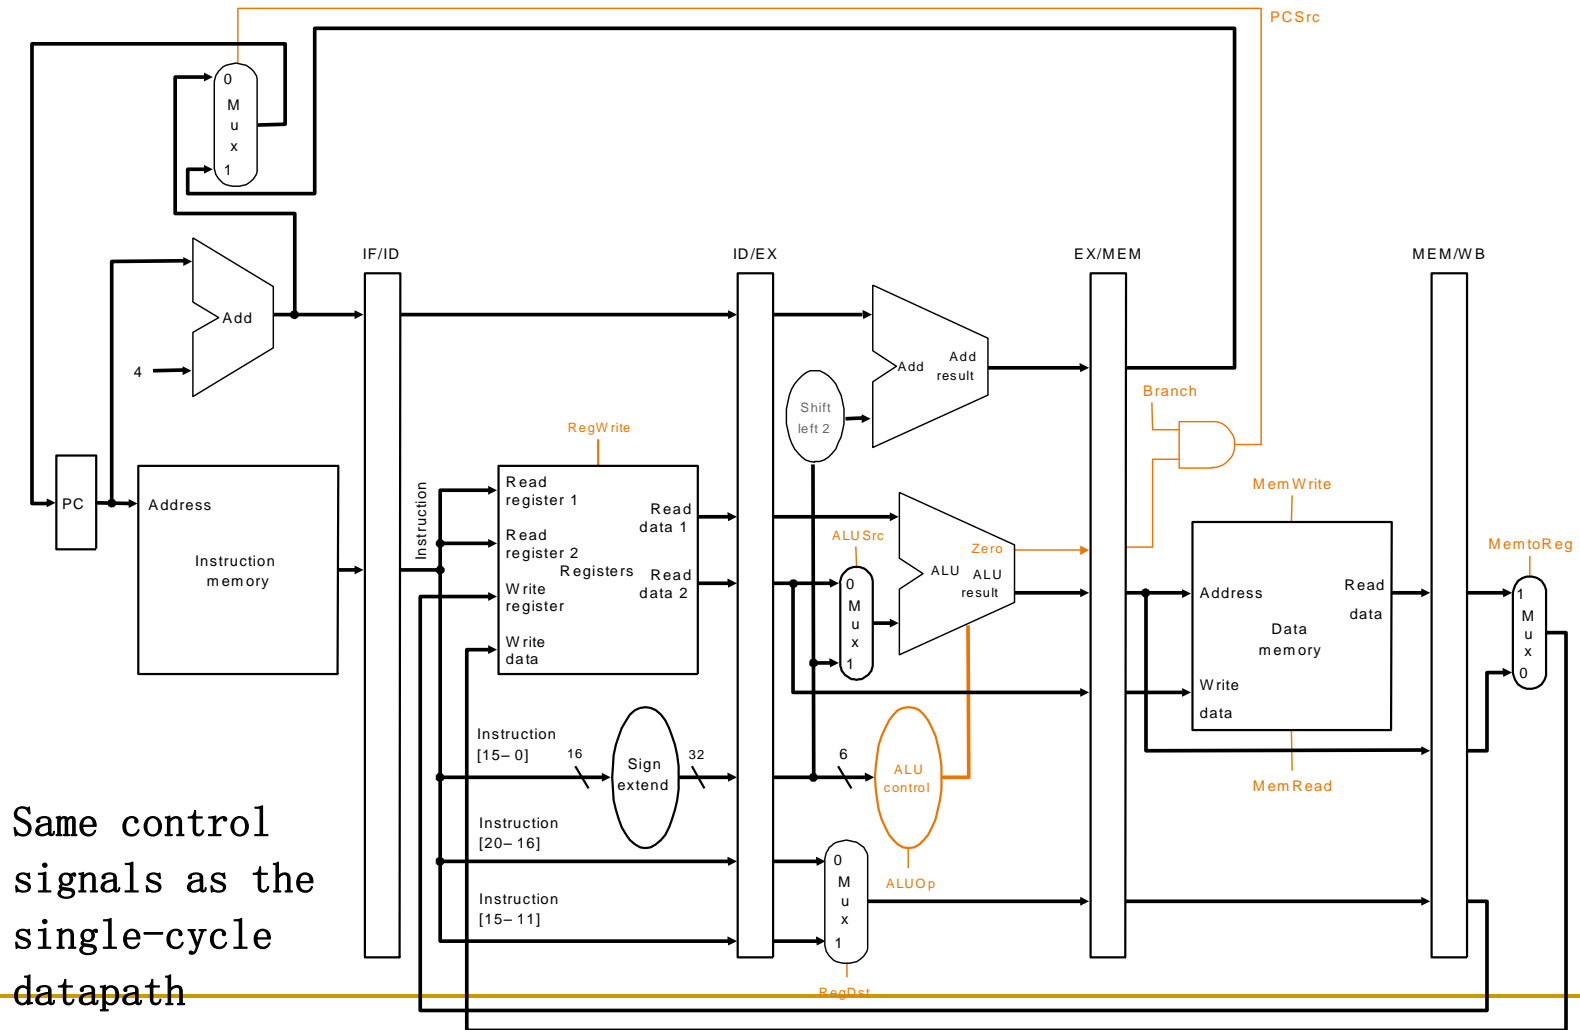 PCSrc
0
M
u
x
1
IF/ID
ID/EX
EX/MEM
MEM/WB
Add
4
Add
Add
result
Shift
left 2
Branch
RegWrite
PC
Address
Instruction
memory
Instruction
Read
register 1
Read
register 2
Write
register
Write
data
Registers
Read
data 1
Read
data 2
ALUSrc
0
M
u
x
1
Zero
ALU
ALU
result
MemWrite
Address
Read
data
Data
memory
Write
data
MemRead
MemtoReg
1
M
u
x
0
Instruction
[15–0]
16
Sign
extend
32
6
ALU
control
ALUOp
Instruction
[20–16]
Instruction
[15–11]
0
M
u
x
1
RegDst
Same control
signals as the
single-cycle
datapath